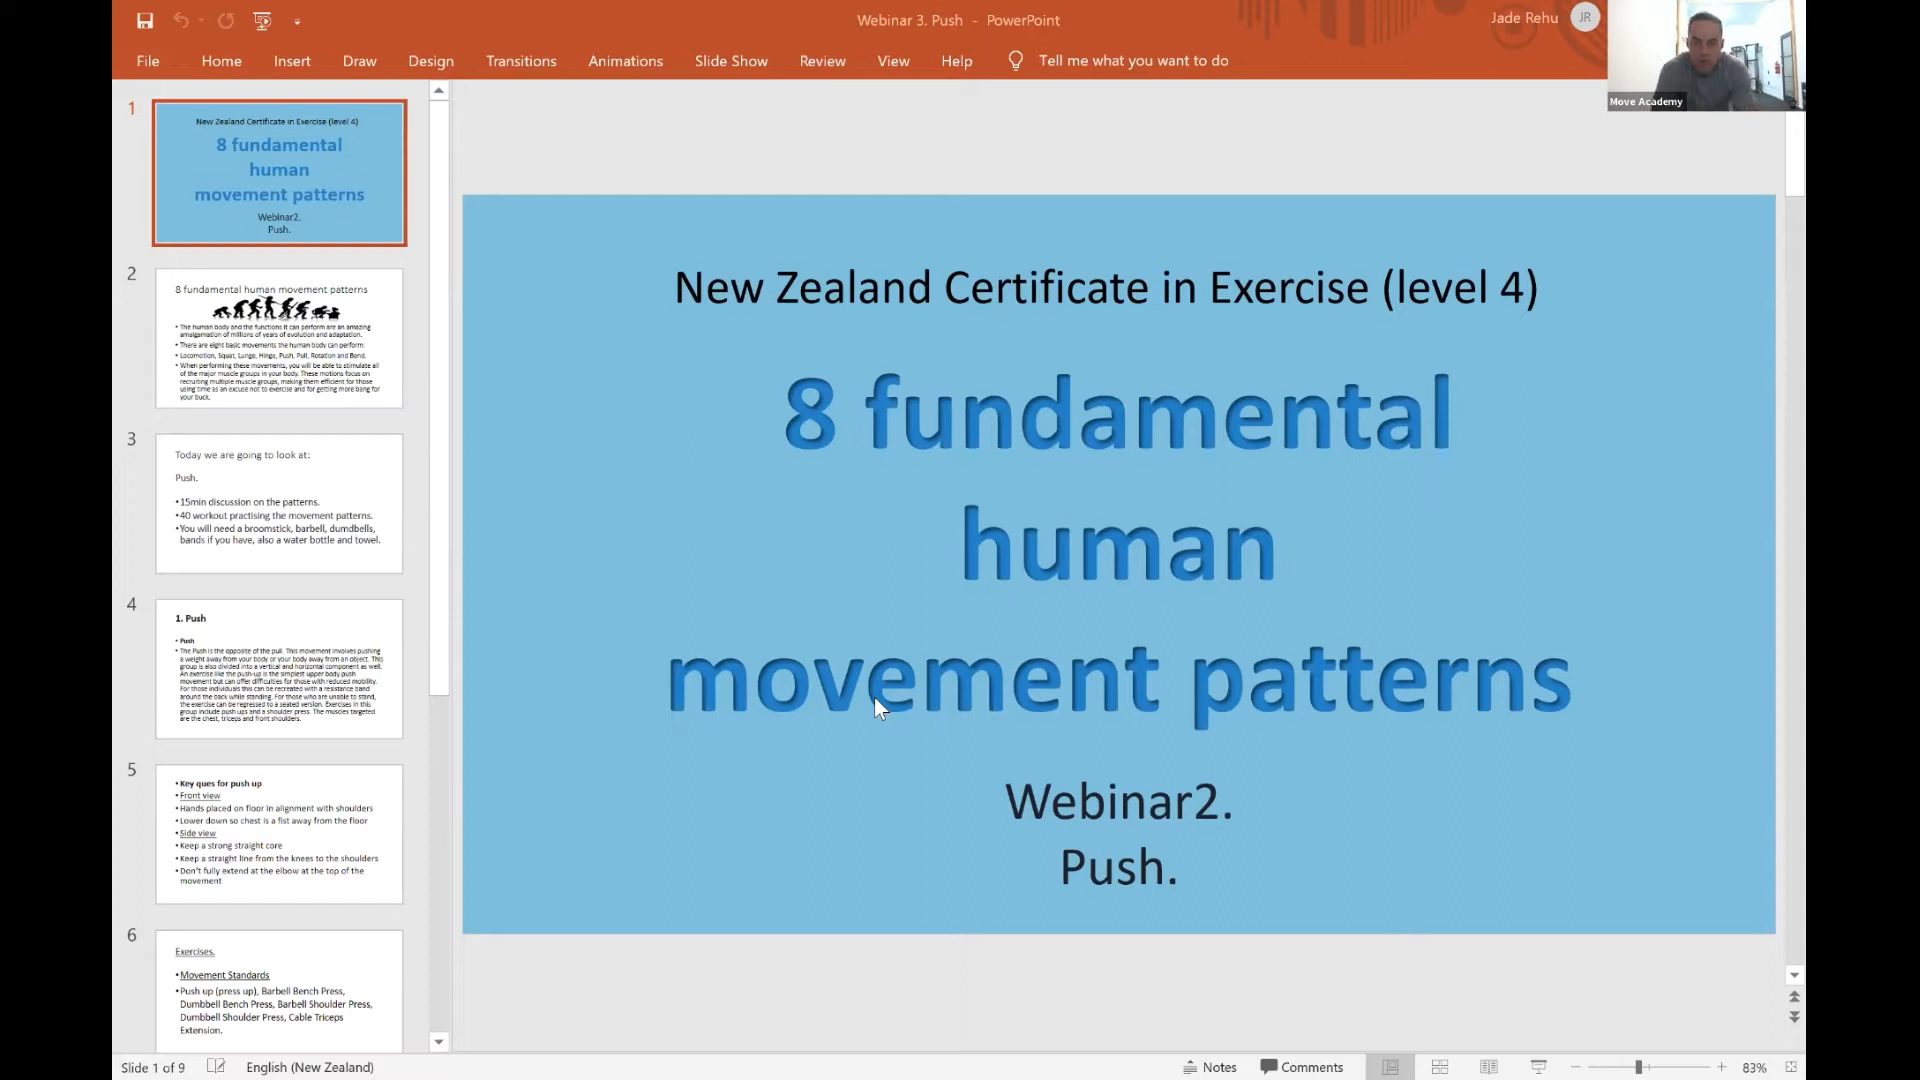 Webinar 3. Push - PowerPoint
Jade Rehu
JR
File
Home
Insert
Draw
Design
Transitions
Animations
Slide Show
Review
View
Help
Tell me what you want to do
Move Academy
1
New Zealand Certificate in Exercise (level 4)
8 fundamental
human
movement patterns
Webinar2.
Push.
2
8 fundamental human movement patterns
• The human body and the functions it can perform are an amazing
amalgamation of millions of years of evolution and adaptation.
• There are eight basic movements the human body can perform:
• Locomotion, Squat, Lunge, Hinge, Push, Pull, Rotation and Bend.
• When performing these movements, you will be able to stimulate all
of the major muscle groups in your body. These motions focus on
recruiting multiple muscle groups, making them efficient for those
using time as an excuse not to exercise and for getting more bang for
your buck.
3
Today we are going to look at:
Push.
• 15min discussion on the patterns.
• 40 workout practising the movement patterns.
• You will need a broomstick, barbell, dumdbells,
bands if you have, also a water bottle and towel.
4
1. Push
• Push
• The Push is the opposite of the pull. This movement involves pushing
a weight away from your body or your body away from an object. This
group is also divided into a vertical and horizontal component as well.
An exercise like the push-up is the simplest upper body push
movement but can offer difficulties for those with reduced mobility.
For those individuals this can be recreated with a resistance band
around the back while standing. For those who are unable to stand,
the exercise can be regressed to a seated version. Exercises in this
group include push ups and a shoulder press. The muscles targeted
are the chest, triceps and front shoulders.
5
• Key ques for push up
• Front view
• Hands placed on floor in alignment with shoulders
• Lower down so chest is a fist away from the floor
• Side view
• Keep a strong straight core
• Keep a straight line from the knees to the shoulders
• Don't fully extend at the elbow at the top of the
movement
6
Exercises.
• Movement Standards
• Push up (press up), Barbell Bench Press,
Dumbbell Bench Press, Barbell Shoulder Press,
Dumbbell Shoulder Press, Cable Triceps
Extension.
New Zealand Certificate in Exercise (level 4)
8 fundamental
human
movement patterns
Webinar2.
Push.
Slide 1 of 9
English (New Zealand)
Notes
Comments
83%